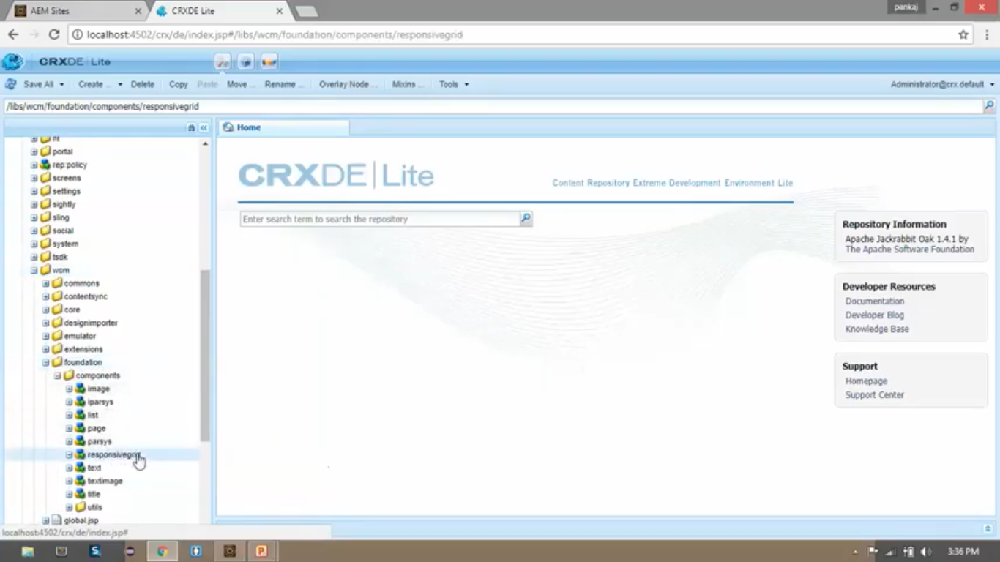 AEM Sites
CRXDE Lite
pankaj
localhost:4502/crx/de/index.jsp#/libs/wcm/foundation/components/responsivegrid
CRXDE Lite
Save All
Create ...
Delete
Copy
Paste
Move ...
Rename ...
Overlay Node ...
Mixins ...
Tools
Administrator@crx.default
/libs/wcm/foundation/components/responsivegrid
Home
portal
rep:policy
screens
settings
sightly
sling
social
system
tsdk
wcm
commons
contentsync
core
designimporter
emulator
extensions
foundation
components
image
iparsys
list
page
parsys
responsivegrid
text
textimage
title
utils
global.jsp
CRXDE Lite
Content Repository Extreme Development Environment Lite
Enter search term to search the repository
Repository Information
Apache Jackrabbit Oak 1.4.1 by
The Apache Software Foundation
Developer Resources
Documentation
Developer Blog
Knowledge Base
Support
Homepage
Support Center
localhost:4502/crx/de/index.jsp#
3:36 PM